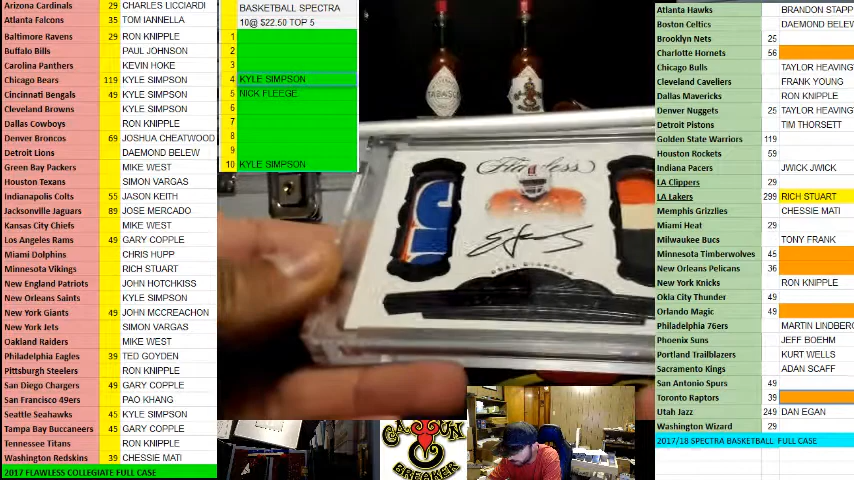 Arizona Cardinals 29 CHARLES LICCIARDI
Atlanta Falcons 35 TOM IANNELLA
Baltimore Ravens 29 RON KNIPPLE
Buffalo Bills PAUL JOHNSON
Carolina Panthers KEVIN HOKE
Chicago Bears 119 KYLE SIMPSON
Cincinnati Bengals 49 KYLE SIMPSON
Cleveland Browns KYLE SIMPSON
Dallas Cowboys RON KNIPPLE
Denver Broncos 69 JOSHUA CHEATWOOD
Detroit Lions DAEMOND BELEW
Green Bay Packers MIKE WEST
Houston Texans SIMON VARGAS
Indianapolis Colts 55 JASON KEITH
Jacksonville Jaguars 89 JOSE MERCADO
Kansas City Chiefs MIKE WEST
Los Angeles Rams 49 GARY COPPLE
Miami Dolphins CHRIS HUPP
Minnesota Vikings RICH STUART
New England Patriots JOHN HOTCHKISS
New Orleans Saints KYLE SIMPSON
New York Giants 49 JOHN MCCREACHON
New York Jets SIMON VARGAS
Oakland Raiders MIKE WEST
Philadelphia Eagles 39 TED GOYDEN
Pittsburgh Steelers RON KNIPPLE
San Diego Chargers 49 GARY COPPLE
San Francisco 49ers PAO KHANG
Seattle Seahawks 45 KYLE SIMPSON
Tampa Bay Buccaneers 45 GARY COPPLE
Tennessee Titans RON KNIPPLE
Washington Redskins 39 CHESSIE MATI
2017 FLAWLESS COLLEGIATE FULL CASE
BASKETBALL SPECTRA
10@ $22.50 TOP 5
1
2
3
4 KYLE SIMPSON
5 NICK FLEEGE
6
7
8
9
10 KYLE SIMPSON
TABASCO
Flawless
DUAL DIAMOND
CAJUN
BREAKER
Atlanta Hawks BRANDON STAPP
Boston Celtics DAEMOND BELEW
Brooklyn Nets 25
Charlotte Hornets 56
Chicago Bulls TAYLOR HEAVING
Cleveland Caveliers FRANK YOUNG
Dallas Mavericks RON KNIPPLE
Denver Nuggets 25 TAYLOR HEAVING
Detroit Pistons TIM THORSETT
Golden State Warriors 119
Houston Rockets 59
Indiana Pacers JWICK JWICK
LA Clippers 29
LA Lakers 299 RICH STUART
Memphis Grizzlies CHESSIE MATI
Miami Heat 29
Milwaukee Bucs TONY FRANK
Minnesota Timberwolves 45
New Orleans Pelicans 36
New York Knicks RON KNIPPLE
Okla City Thunder 49
Orlando Magic 49
Philadelphia 76ers MARTIN LINDBERG
Phoenix Suns JEFF BOEHM
Portland Trailblazers KURT WELLS
Sacramento Kings ADAN SCAFF
San Antonio Spurs 49
Toronto Raptors 39
Utah Jazz 249 DAN EGAN
Washington Wizard 29
2017/18 SPECTRA BASKETBALL FULL CASE